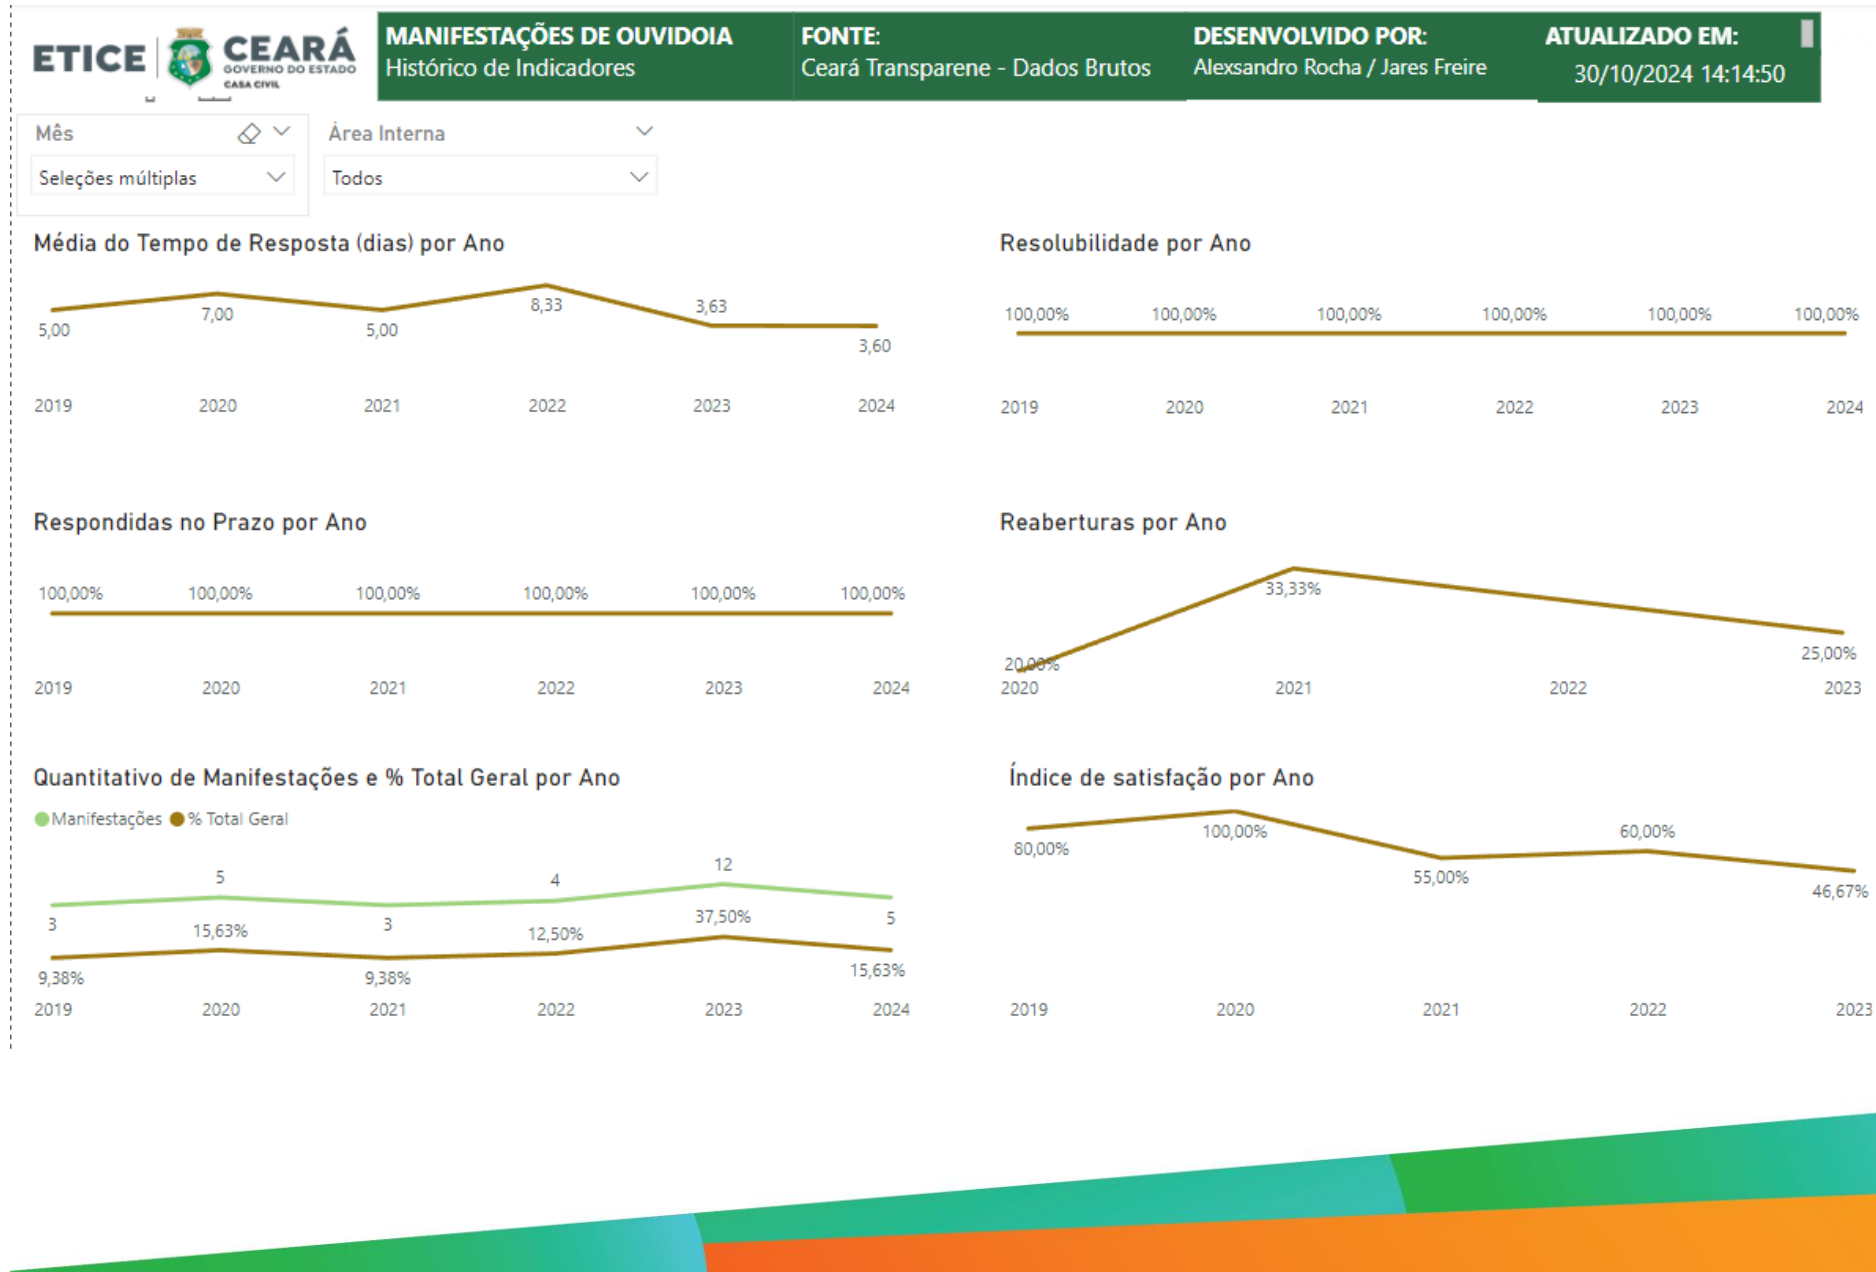 ETICE
CEARÁ
GOVERNO DO ESTADO
CASA CIVIL
MANIFESTAÇÕES DE OUVIDOIA
Histórico de Indicadores
FONTE:
Ceará Transparene - Dados Brutos
DESENVOLVIDO POR:
Alexsandro Rocha / Jares Freire
ATUALIZADO EM:
30/10/2024 14:14:50
Mês
Seleções múltiplas
Área Interna
Todos
Média do Tempo de Resposta (dias) por Ano
5,00 7,00 5,00 8,33 3,63 3,60
2019 2020 2021 2022 2023 2024
Resolubilidade por Ano
100,00% 100,00% 100,00% 100,00% 100,00% 100,00%
2019 2020 2021 2022 2023 2024
Respondidas no Prazo por Ano
100,00% 100,00% 100,00% 100,00% 100,00% 100,00%
2019 2020 2021 2022 2023 2024
Reaberturas por Ano
20,00% 33,33% 25,00%
2020 2021 2022 2023
Quantitativo de Manifestações e % Total Geral por Ano
Manifestações % Total Geral
3 5 3 4 12 5
9,38% 15,63% 9,38% 12,50% 37,50% 15,63%
2019 2020 2021 2022 2023 2024
Índice de satisfação por Ano
80,00% 100,00% 55,00% 60,00% 46,67%
2019 2020 2021 2022 2023